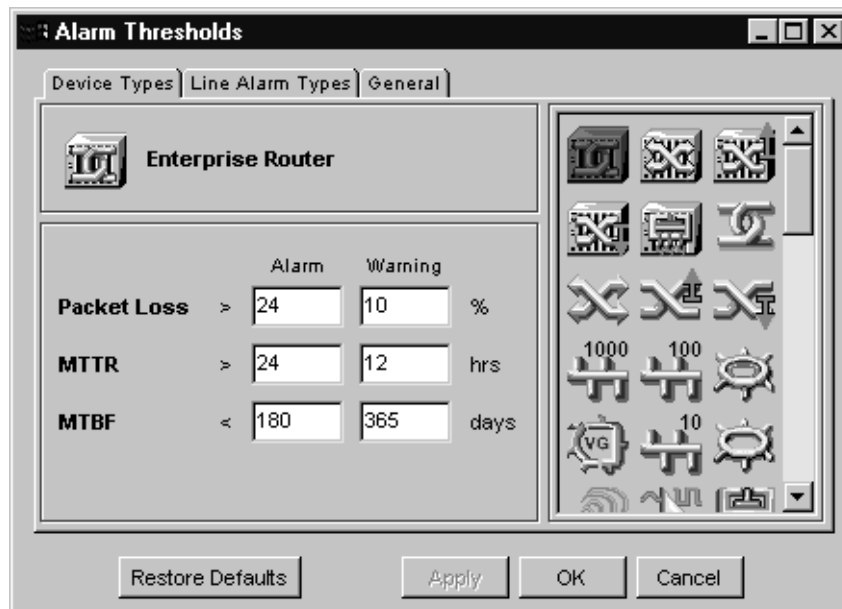 Alarm Thresholds
Device Types Line Alarm Types General
Enterprise Router
Alarm Warning
Packet Loss > 24 10 %
MTTR > 24 12 hrs
MTBF < 180 365 days
1000 100
VG 10
Restore Defaults Apply OK Cancel